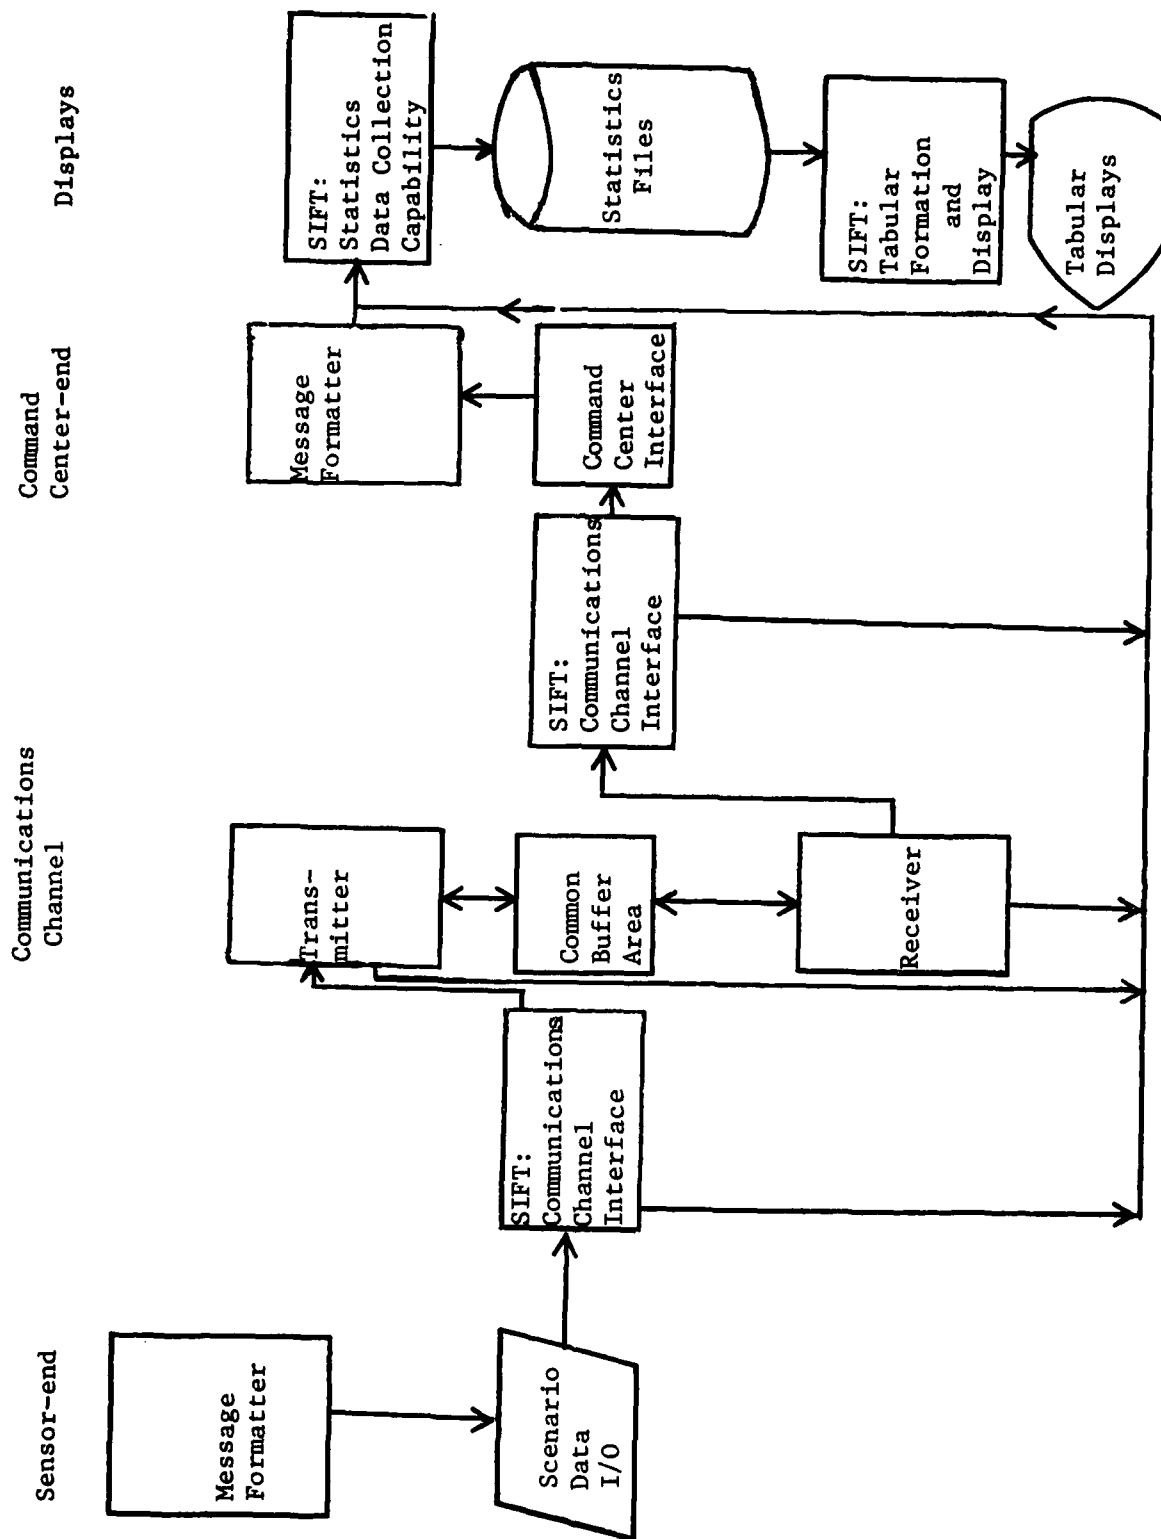 Sensor-end
Communications
Channel
Command
Center-end
Displays
Message
Formatter
Scenario
Data
I/O
SIFT:
Communications
Channel
Interface
Trans-
mitter
Common
Buffer
Area
Receiver
SIFT:
Communications
Channel
Interface
Command
Center
Interface
Message
Formatter
SIFT:
Statistics
Data Collection
Capability
Statistics
Files
SIFT:
Tabular
Formation
and
Display
Tabular
Displays